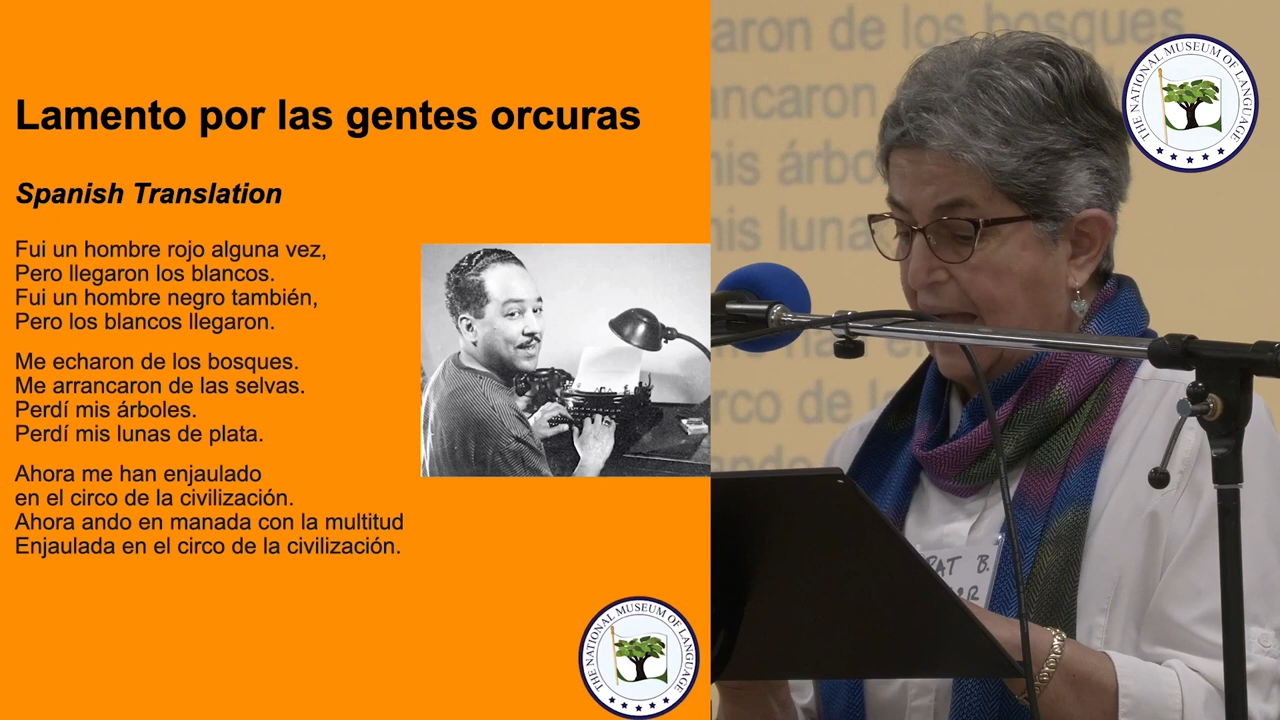 Lamento por las gentes orcuras
Spanish Translation
Fui un hombre rojo alguna vez,
Pero llegaron los blancos.
Fui un hombre negro también,
Pero los blancos llegaron.
Me echaron de los bosques.
Me arrancaron de las selvas.
Perdí mis árboles.
Perdí mis lunas de plata.
Ahora me han enjaulado
en el circo de la civilización.
Ahora ando en manada con la multitud
Enjaulada en el circo de la civilización.
THE NATIONAL MUSEUM OF LANGUAGE
aron de los bosques
ancaron
mis árbo
mis luna
rco de l
ando
THE NATIONAL MUSEUM OF LANGUAGE
PAT B.